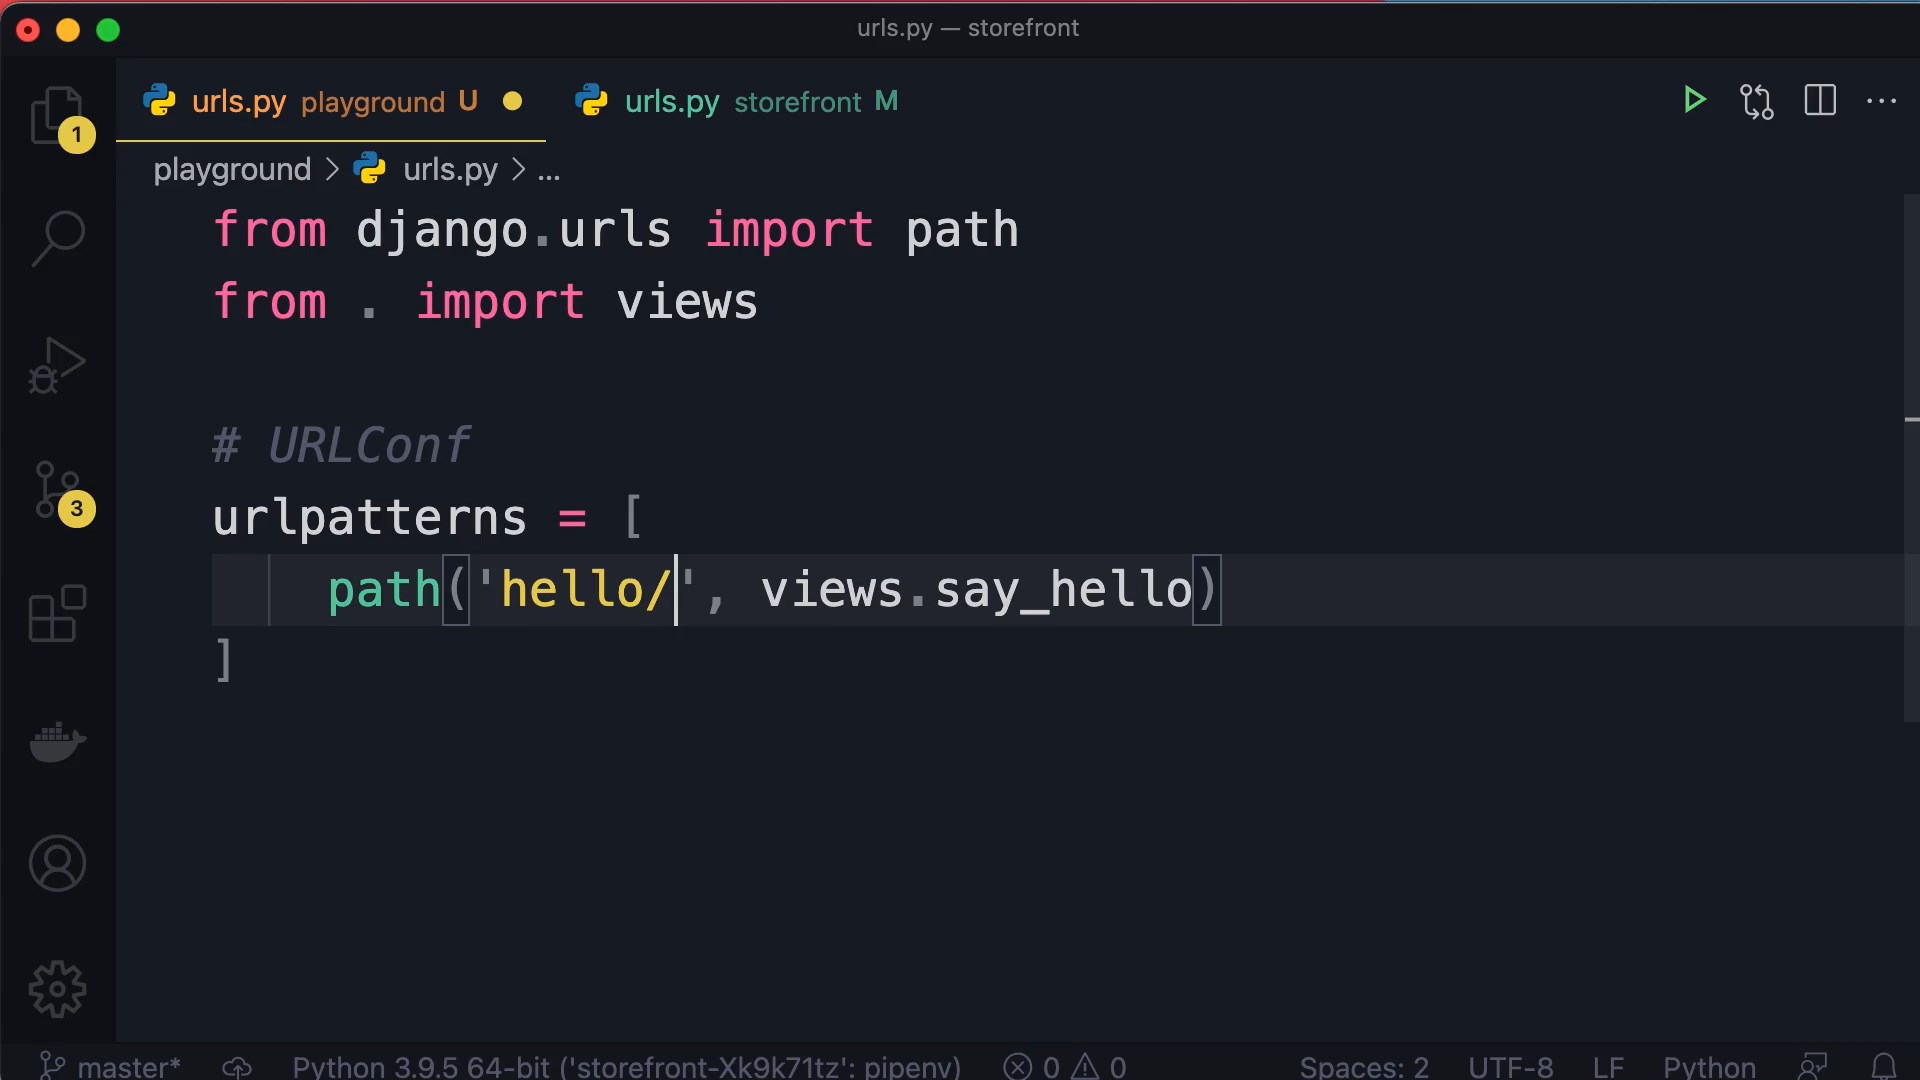 urls.py — storefront
urls.py playground U urls.py storefront M
1
playground > urls.py > ...
from django.urls import path
from . import views
# URLConf
3
urlpatterns = [
path('hello/', views.say_hello)
]
master* Python 3.9.5 64-bit ('storefront-Xk9k71tz': pipenv) 0 0 Spaces: 2 UTF-8 LF Python